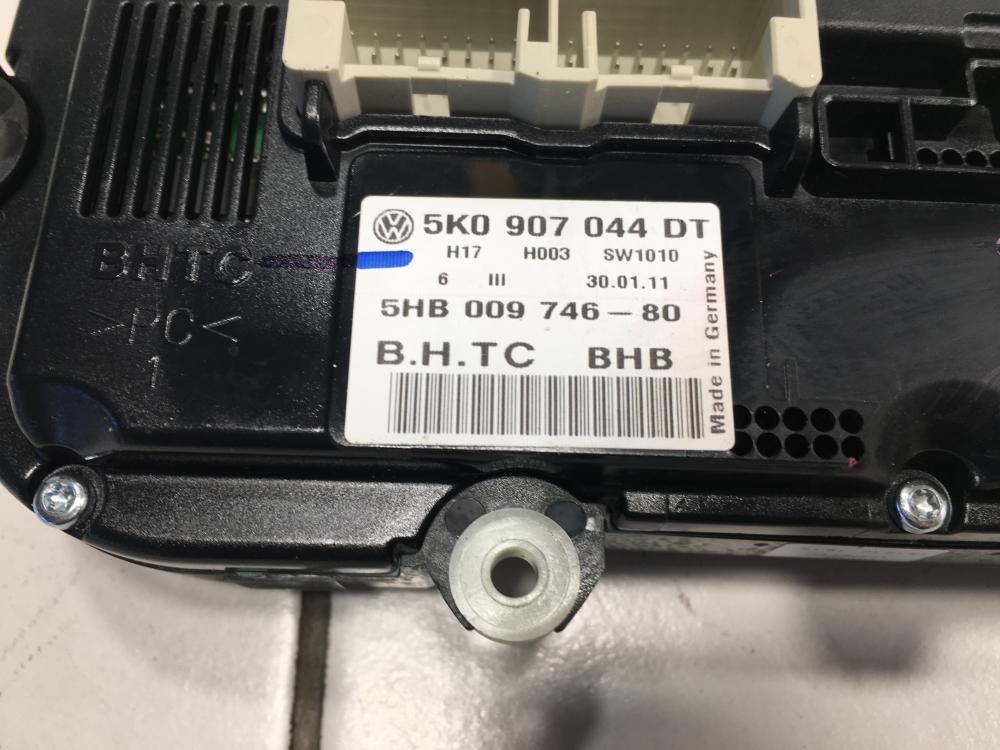 5K0 907 044 DT
H17 H003 SW1010
6 III 30.01.11
5HB 009 746-80
B.H.TC BHB
Made in Germany
BHTC
>PC<
1